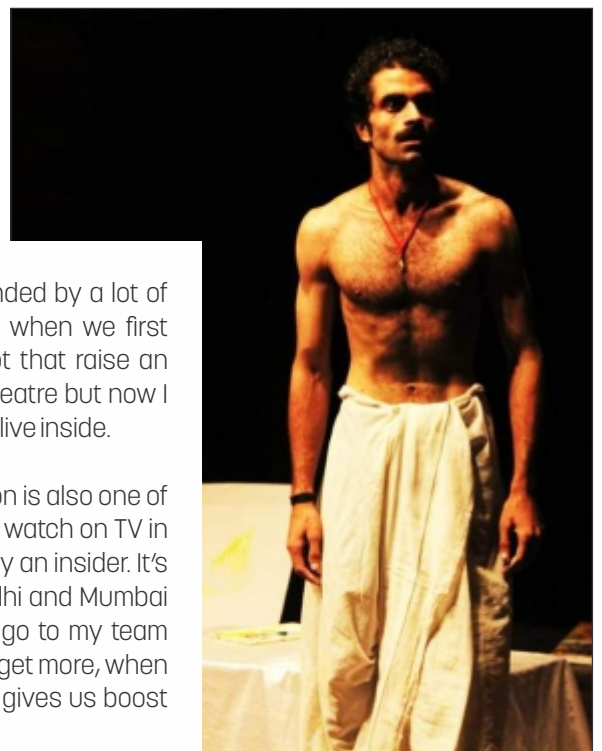 nded by a lot of
when we first
t that raise an
eatre but now I
live inside.
on is also one of
watch on TV in
y an insider. It’s
lhi and Mumbai
go to my team
get more, when
gives us boost